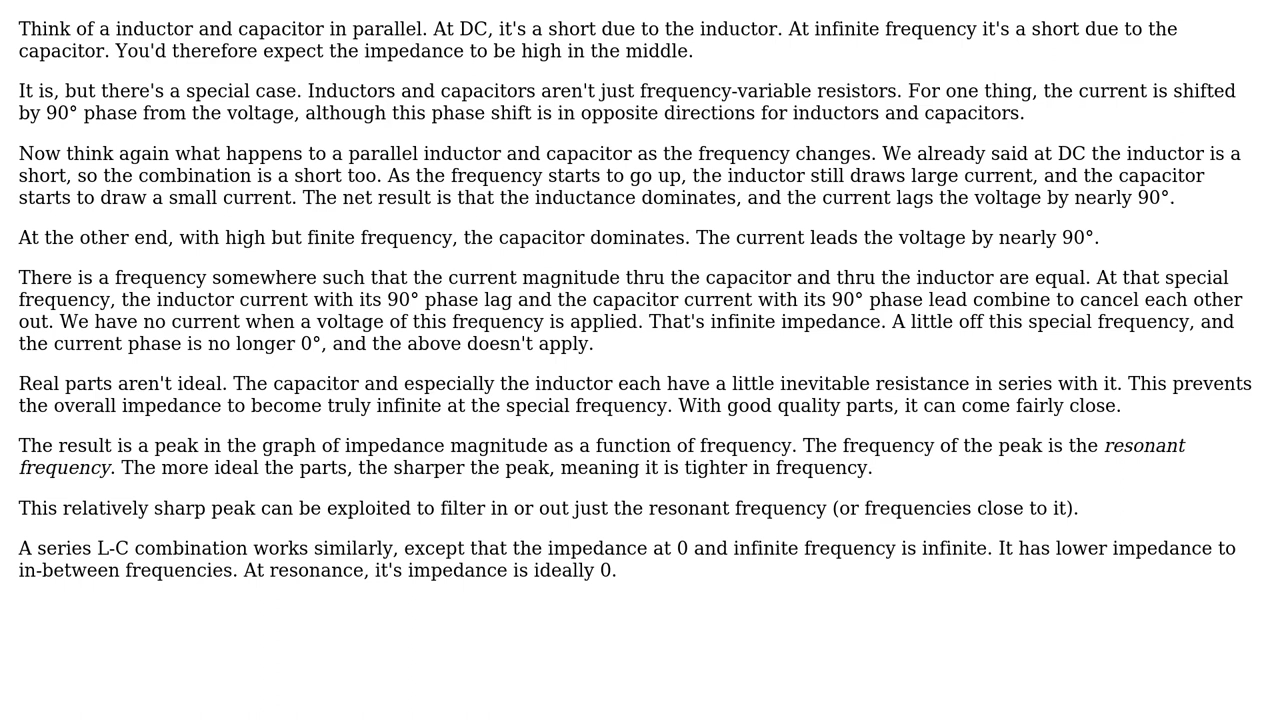 Think of a inductor and capacitor in parallel. At DC, it's a short due to the inductor. At infinite frequency it's a short due to the
capacitor. You'd therefore expect the impedance to be high in the middle.
It is, but there's a special case. Inductors and capacitors aren't just frequency-variable resistors. For one thing, the current is shifted
by 90° phase from the voltage, although this phase shift is in opposite directions for inductors and capacitors.
Now think again what happens to a parallel inductor and capacitor as the frequency changes. We already said at DC the inductor is a
short, so the combination is a short too. As the frequency starts to go up, the inductor still draws large current, and the capacitor
starts to draw a small current. The net result is that the inductance dominates, and the current lags the voltage by nearly 90°.
At the other end, with high but finite frequency, the capacitor dominates. The current leads the voltage by nearly 90°.
There is a frequency somewhere such that the current magnitude thru the capacitor and thru the inductor are equal. At that special
frequency, the inductor current with its 90° phase lag and the capacitor current with its 90° phase lead combine to cancel each other
out. We have no current when a voltage of this frequency is applied. That's infinite impedance. A little off this special frequency, and
the current phase is no longer 0°, and the above doesn't apply.
Real parts aren't ideal. The capacitor and especially the inductor each have a little inevitable resistance in series with it. This prevents
the overall impedance to become truly infinite at the special frequency. With good quality parts, it can come fairly close.
The result is a peak in the graph of impedance magnitude as a function of frequency. The frequency of the peak is the resonant
frequency. The more ideal the parts, the sharper the peak, meaning it is tighter in frequency.
This relatively sharp peak can be exploited to filter in or out just the resonant frequency (or frequencies close to it).
A series L-C combination works similarly, except that the impedance at 0 and infinite frequency is infinite. It has lower impedance to
in-between frequencies. At resonance, it's impedance is ideally 0.